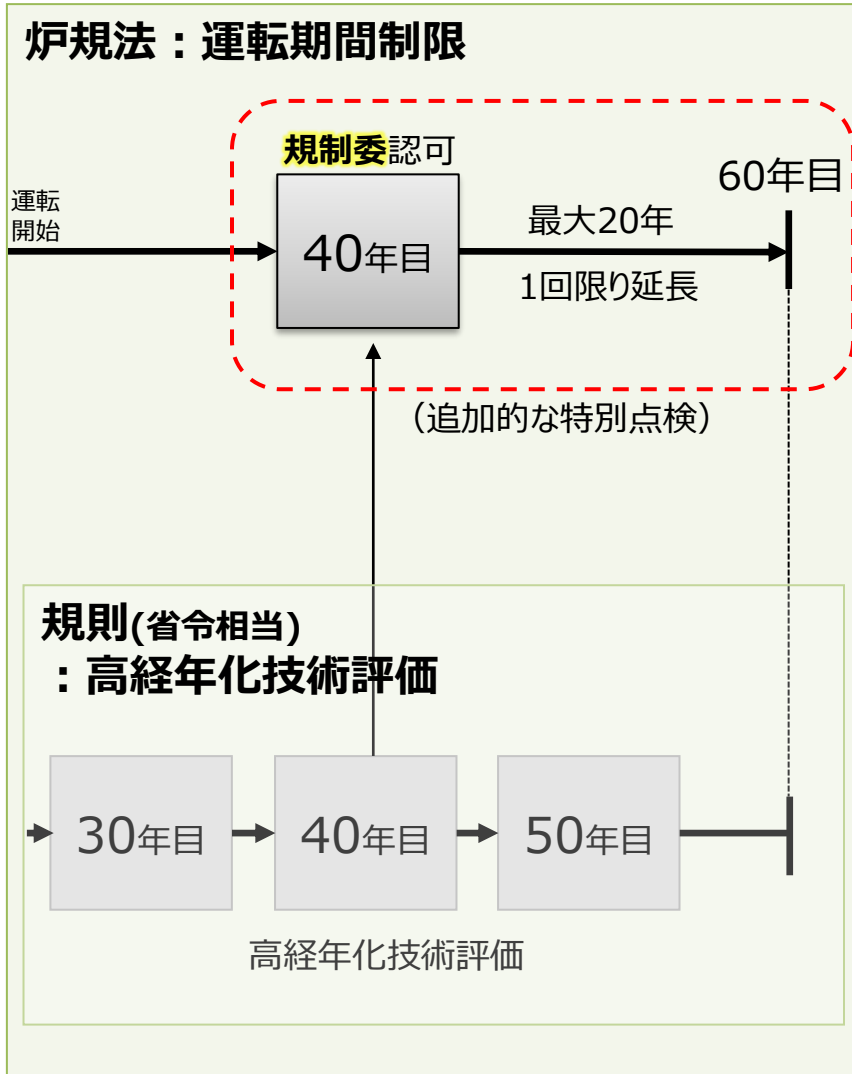 炉規法：運転期間制限
規制委認可
60年目
運転
開始
40年目
最大20年
1回限り延長
（追加的な特別点検）
規則(省令相当)
：高経年化技術評価
30年目
40年目
50年目
高経年化技術評価